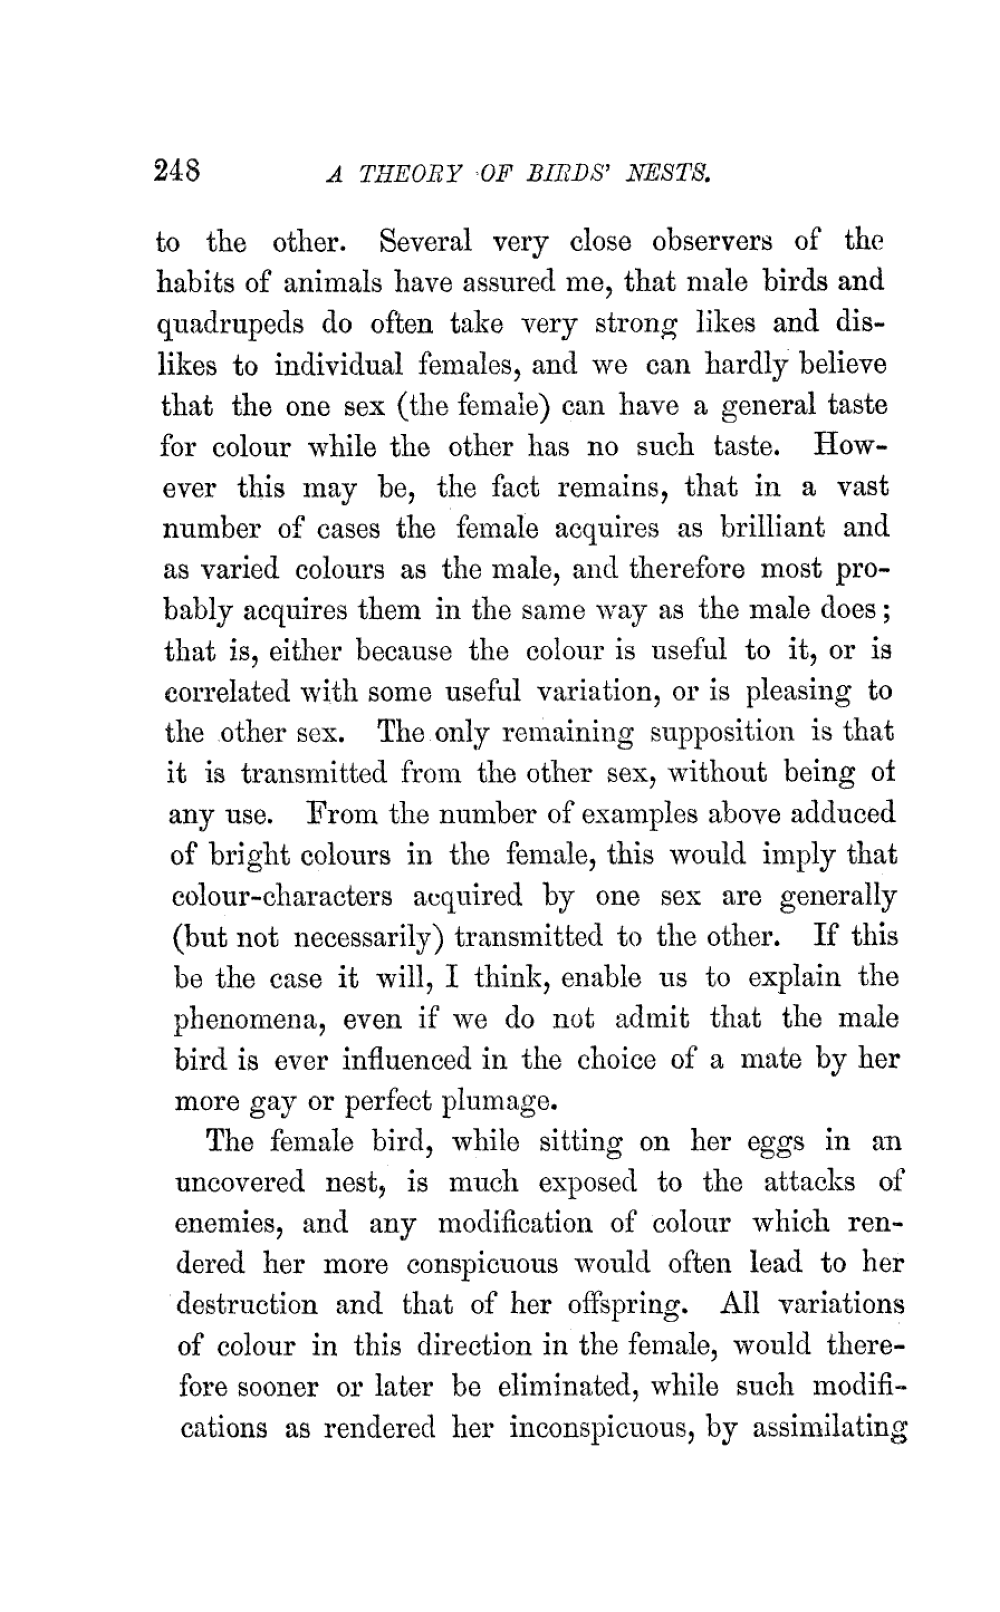 248 A THEORY OF BIRDS' NESTS.
to the other. Several very close observers of the
habits of animals have assured me, that male birds and
quadrupeds do often take very strong likes and dis-
likes to individual females, and we can hardly believe
that the one sex (the female) can have a general taste
for colour while the other has no such taste. How-
ever this may be, the fact remains, that in a vast
number of cases the female acquires as brilliant and
as varied colours as the male, and therefore most pro-
bably acquires them in the same way as the male does;
that is, either because the colour is useful to it, or is
correlated with some useful variation, or is pleasing to
the other sex. The only remaining supposition is that
it is transmitted from the other sex, without being of
any use. From the number of examples above adduced
of bright colours in the female, this would imply that
colour-characters acquired by one sex are generally
(but not necessarily) transmitted to the other. If this
be the case it will, I think, enable us to explain the
phenomena, even if we do not admit that the male
bird is ever influenced in the choice of a mate by her
more gay or perfect plumage.
The female bird, while sitting on her eggs in an
uncovered nest, is much exposed to the attacks of
enemies, and any modification of colour which ren-
dered her more conspicuous would often lead to her
destruction and that of her offspring. All variations
of colour in this direction in the female, would there-
fore sooner or later be eliminated, while such modifi-
cations as rendered her inconspicuous, by assimilating